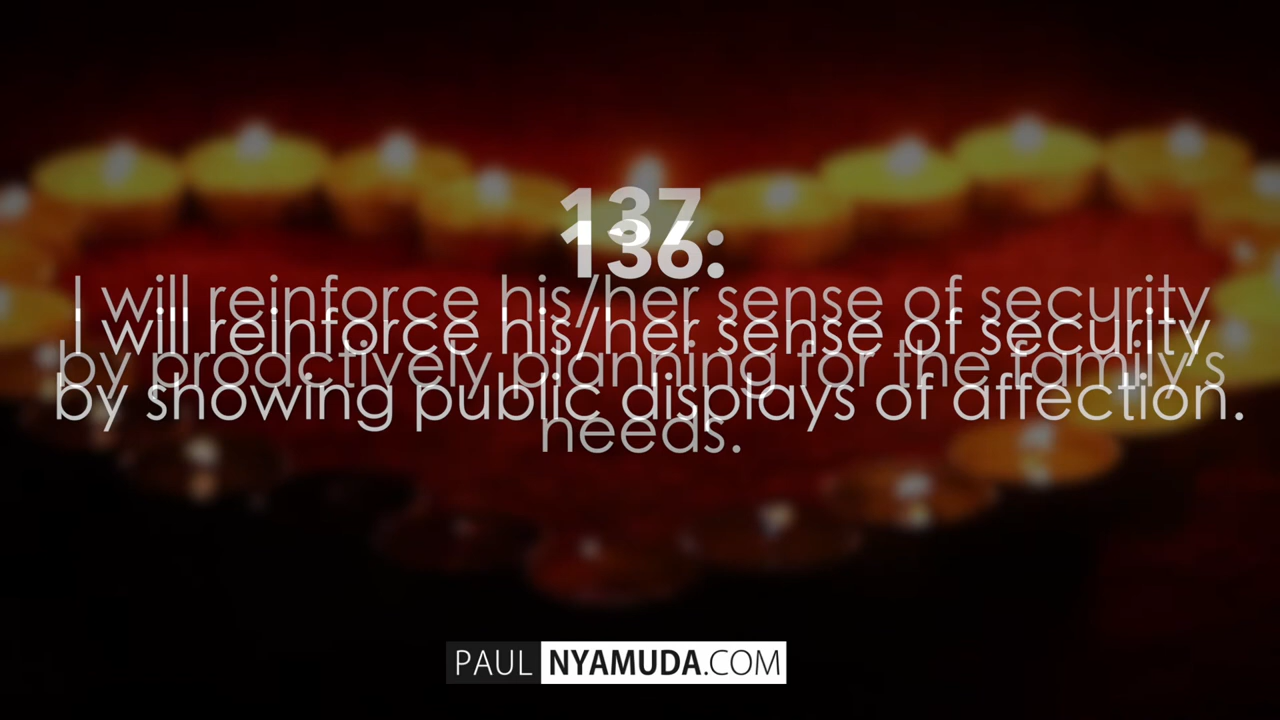 137
I will reinforce his/her sense of security
by proactively planning for the family's
needs.
136:
I will reinforce his/her sense of security
by showing public displays of affection.
PAUL NYAMUDA.COM